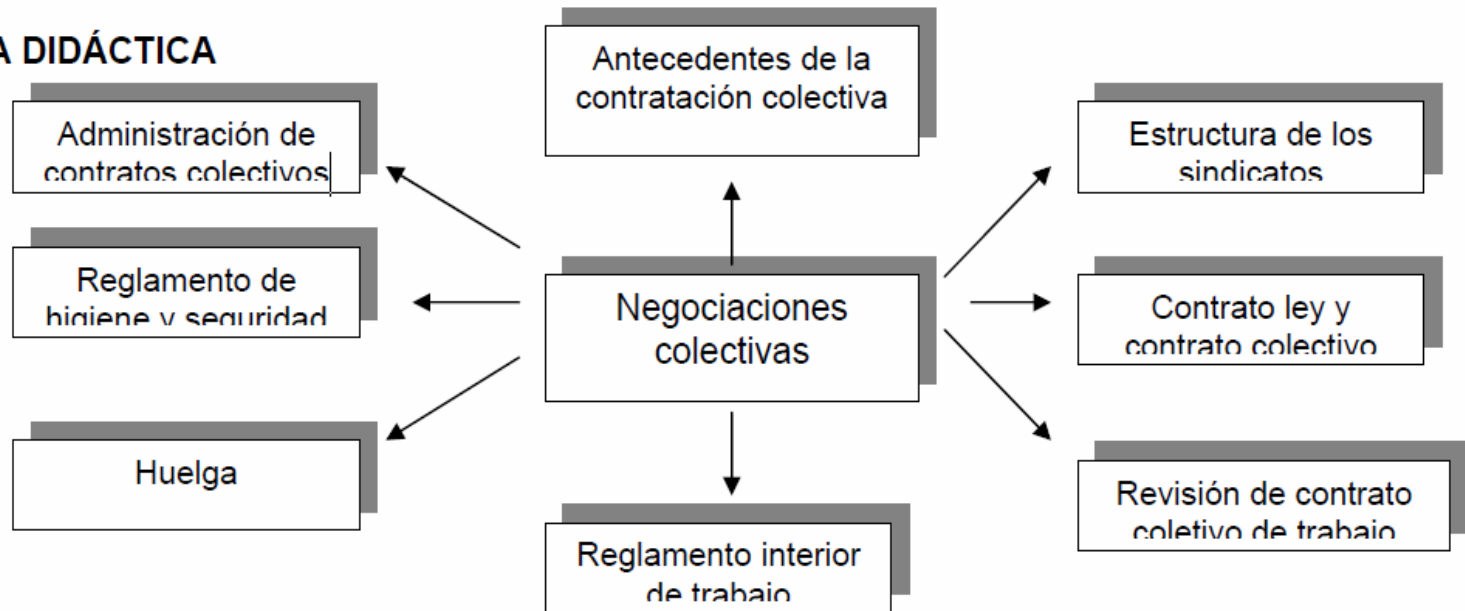 A DIDÁCTICA
Antecedentes de la
contratación colectiva
Administración de
contratos colectivos
Estructura de los
sindicatos
Reglamento de
higiene y seguridad
Negociaciones
colectivas
Contrato ley y
contrato colectivo
Huelga
Revisión de contrato
coletivo de trabajo
Reglamento interior
de trabajo